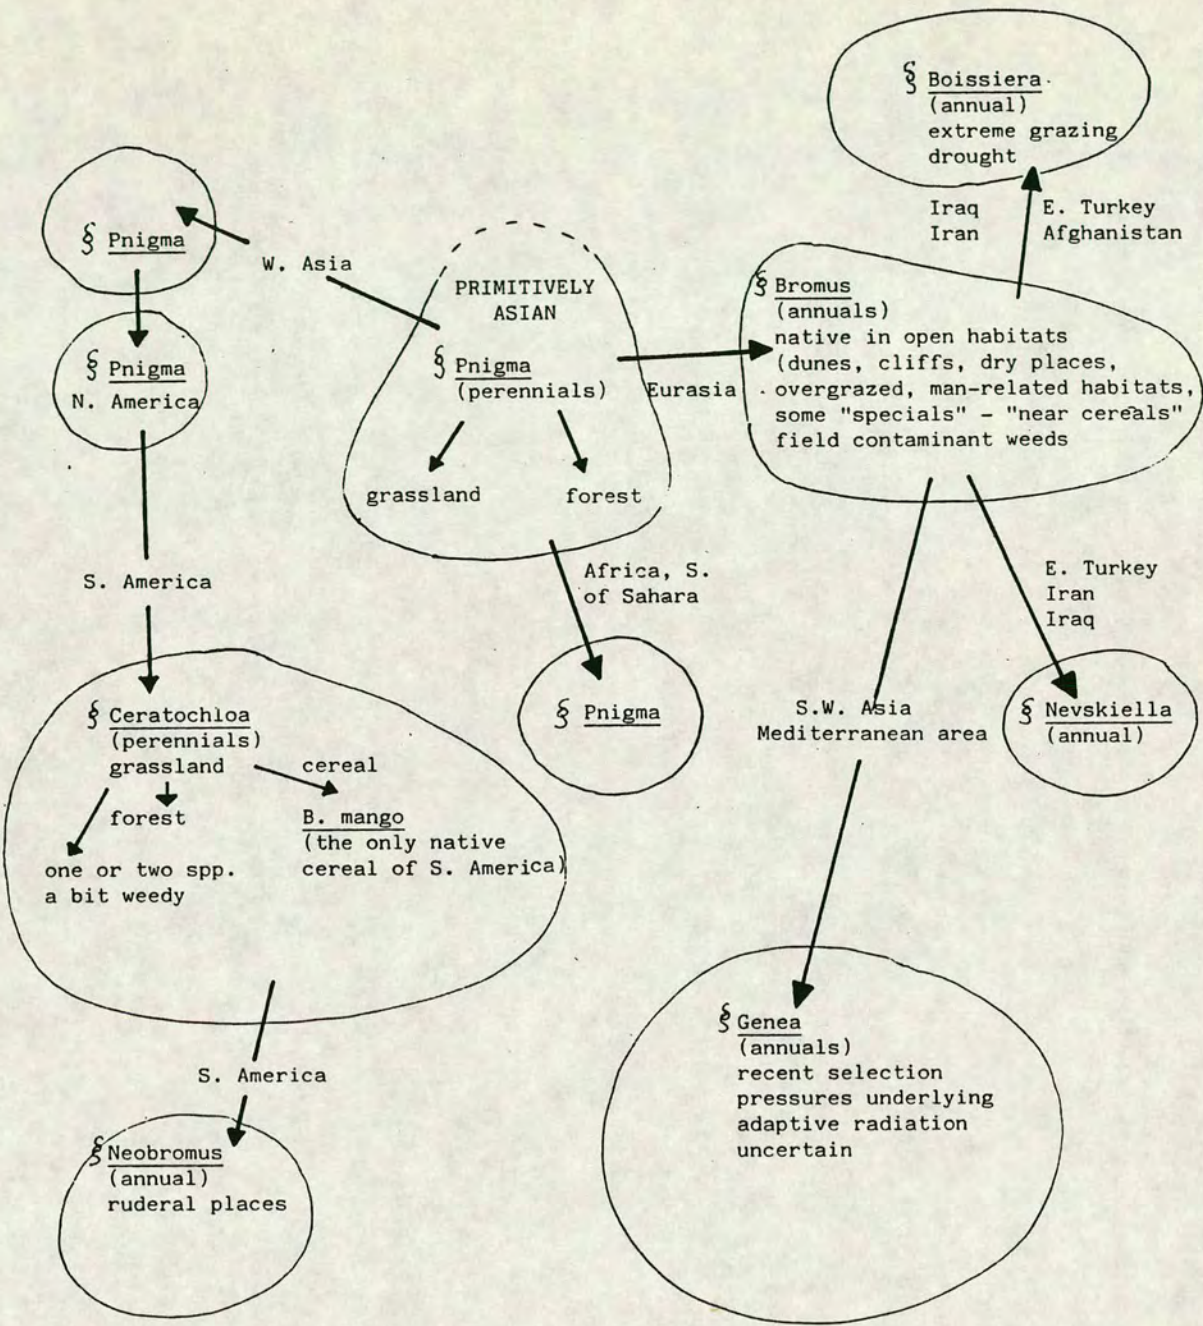 § Boissiera.
(annual)
extreme grazing
drought
Iraq
Iran
E. Turkey
Afghanistan
§ Pnigma
W. Asia
§ Pnigma
N. America
PRIMITIVELY
ASIAN
§ Pnigma
(perennials)
grassland
forest
Eurasia
§ Bromus
(annuals)
native in open habitats
(dunes, cliffs, dry places,
overgrazed, man-related habitats,
some "specials" - "near cereals"
field contaminant weeds
S. America
Africa, S.
of Sahara
§ Pnigma
E. Turkey
Iran
Iraq
§ Nevskiella
(annual)
S.W. Asia
Mediterranean area
§ Ceratochloa
(perennials)
grassland
cereal
forest
B. mango
(the only native
cereal of S. America)
one or two spp.
a bit weedy
S. America
§ Neobromus
(annual)
ruderal places
§ Genea
(annuals)
recent selection
pressures underlying
adaptive radiation
uncertain